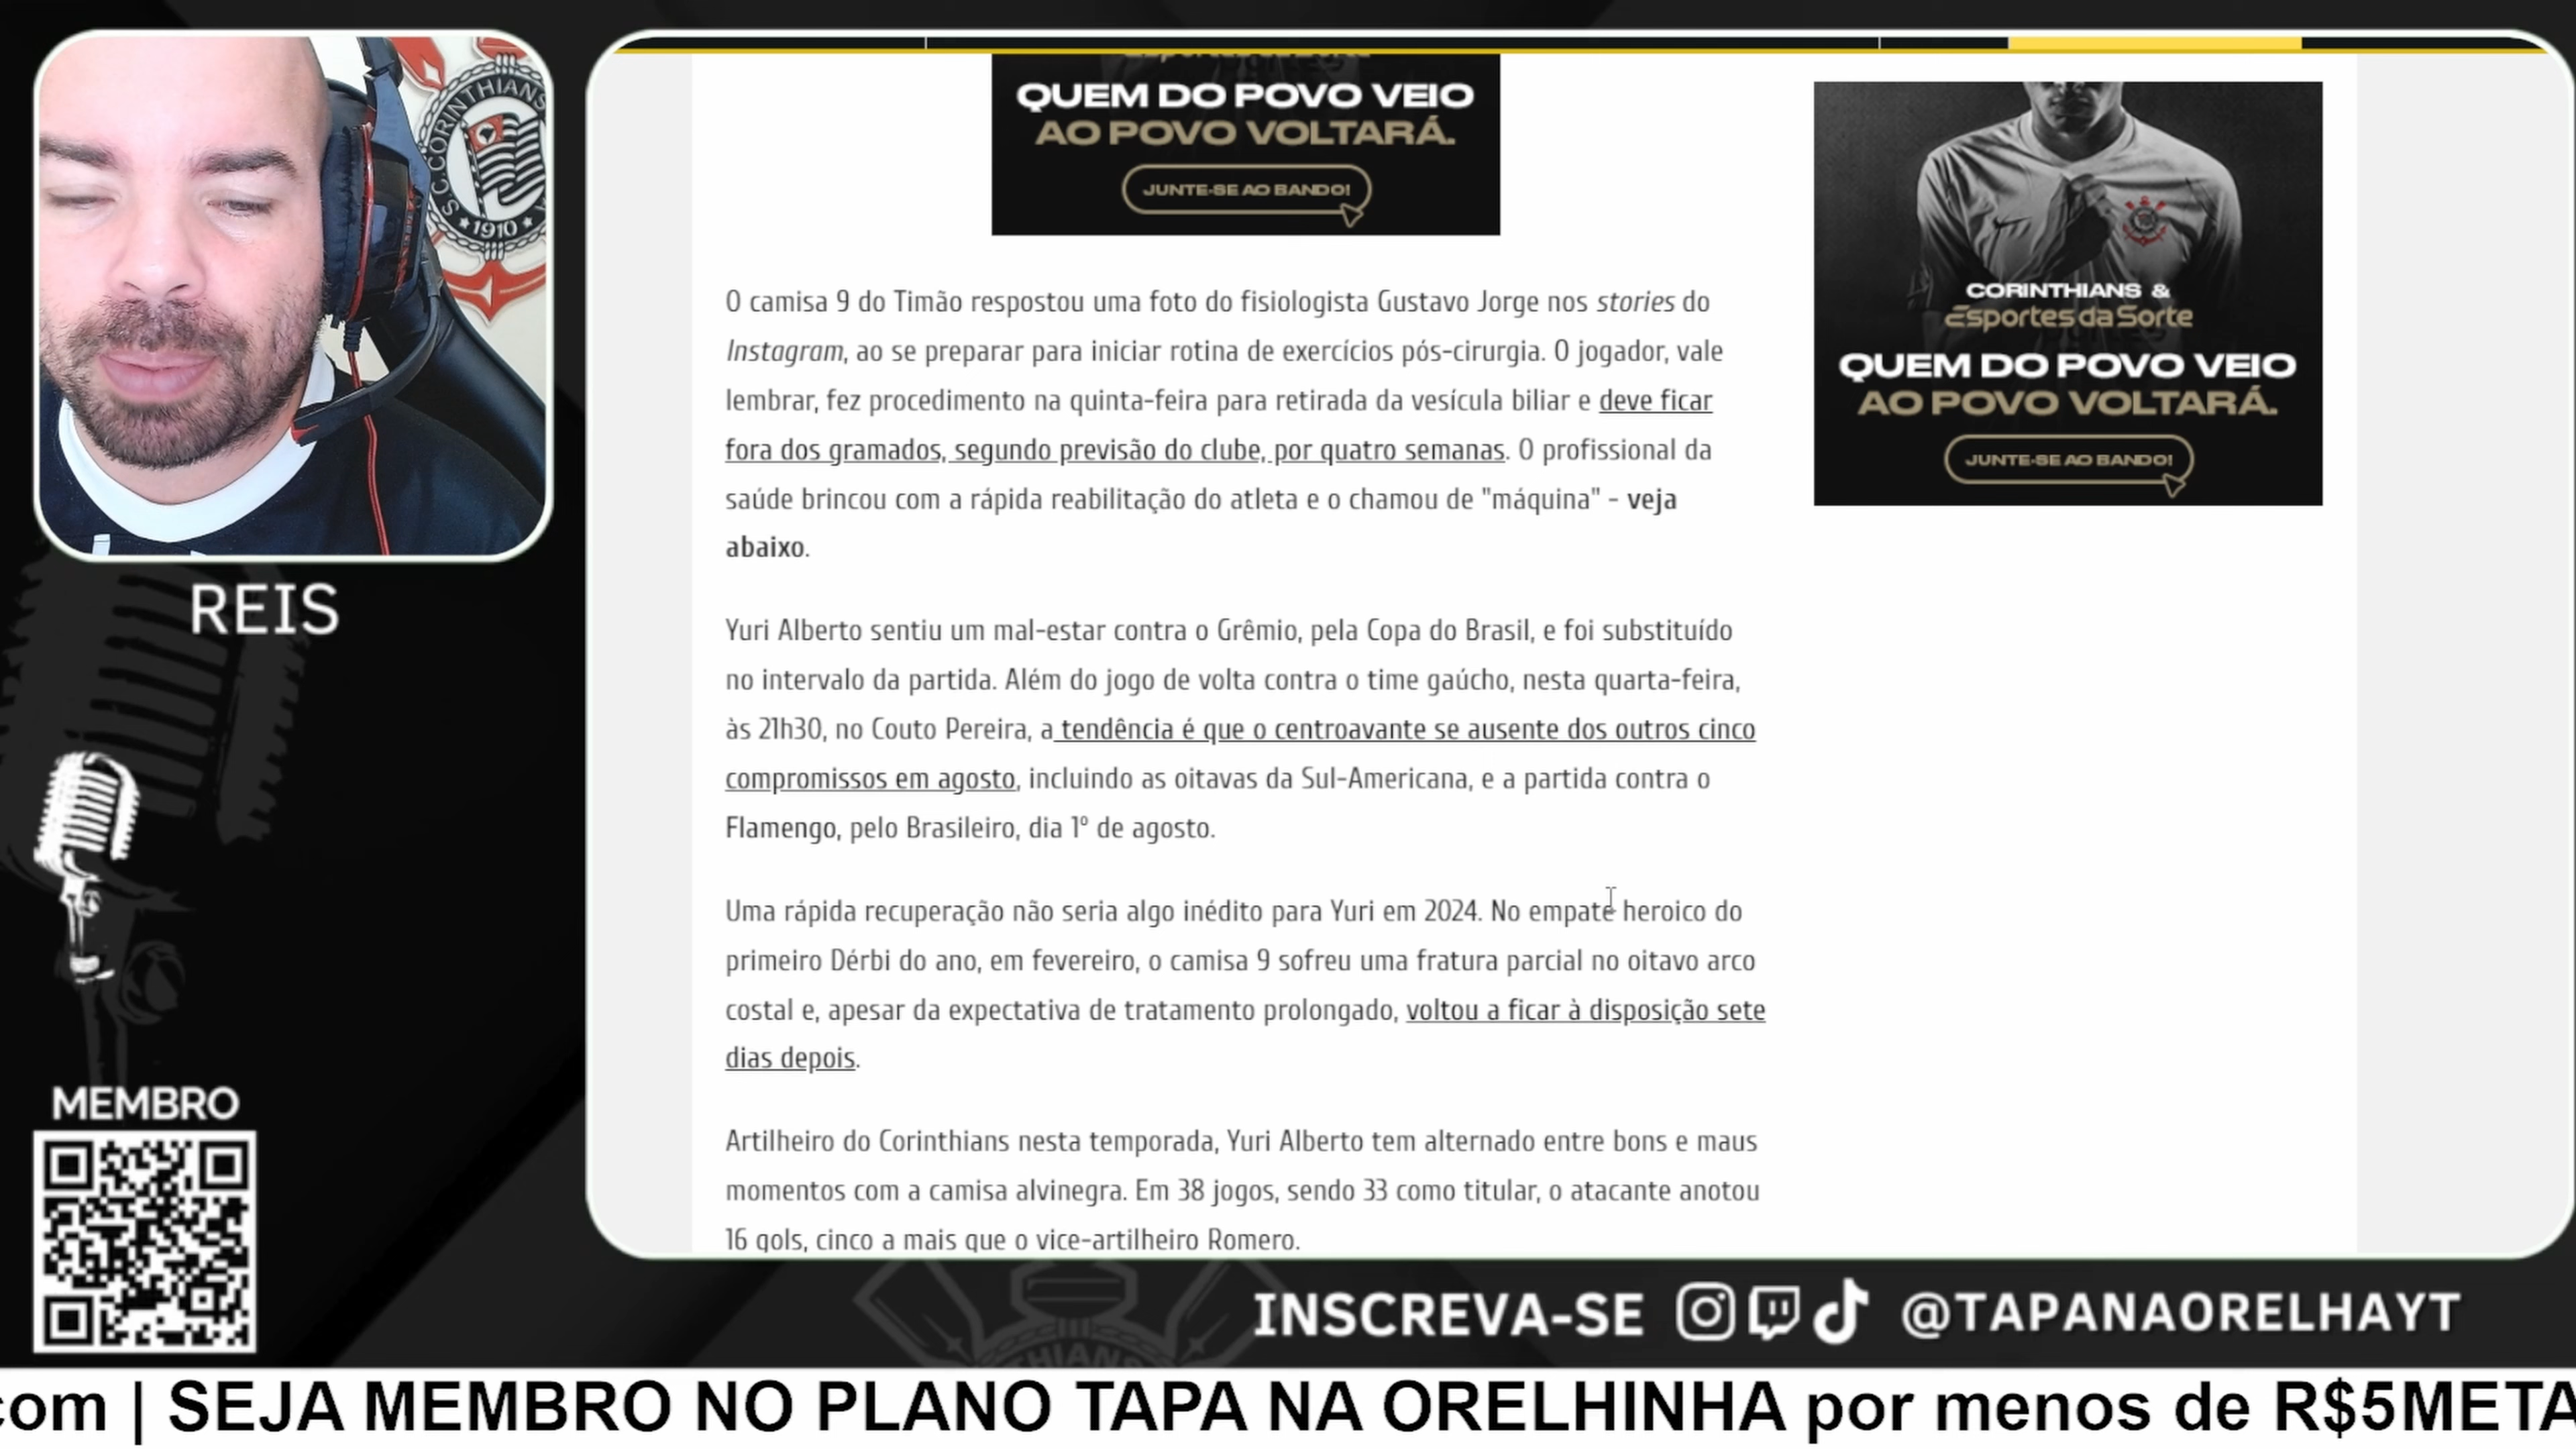 S.C. CORINTHIANS
1910
REIS
MEMBRO
QUEM DO POVO VEIO
AO POVO VOLTARÁ.
JUNTE-SE AO BANDO!
O camisa 9 do Timão respostou uma foto do fisiologista Gustavo Jorge nos stories do
Instagram, ao se preparar para iniciar rotina de exercícios pós-cirurgia. O jogador, vale
lembrar, fez procedimento na quinta-feira para retirada da vesícula biliar e deve ficar
fora dos gramados, segundo previsão do clube, por quatro semanas. O profissional da
saúde brincou com a rápida reabilitação do atleta e o chamou de "máquina" - veja
abaixo.
Yuri Alberto sentiu um mal-estar contra o Grêmio, pela Copa do Brasil, e foi substituído
no intervalo da partida. Além do jogo de volta contra o time gaúcho, nesta quarta-feira,
às 21h30, no Couto Pereira, a tendência é que o centroavante se ausente dos outros cinco
compromissos em agosto, incluindo as oitavas da Sul-Americana, e a partida contra o
Flamengo, pelo Brasileiro, dia 1º de agosto.
Uma rápida recuperação não seria algo inédito para Yuri em 2024. No empate heroico do
primeiro Dérbi do ano, em fevereiro, o camisa 9 sofreu uma fratura parcial no oitavo arco
costal e, apesar da expectativa de tratamento prolongado, voltou a ficar à disposição sete
dias depois.
Artilheiro do Corinthians nesta temporada, Yuri Alberto tem alternado entre bons e maus
momentos com a camisa alvinegra. Em 38 jogos, sendo 33 como titular, o atacante anotou
16 gols, cinco a mais que o vice-artilheiro Romero.
CORINTHIANS &
Esportes da Sorte
QUEM DO POVO VEIO
AO POVO VOLTARÁ.
JUNTE-SE AO BANDO!
INSCREVA-SE @TAPANAORELHAYT
com | SEJA MEMBRO NO PLANO TAPA NA ORELHINHA por menos de R$5META